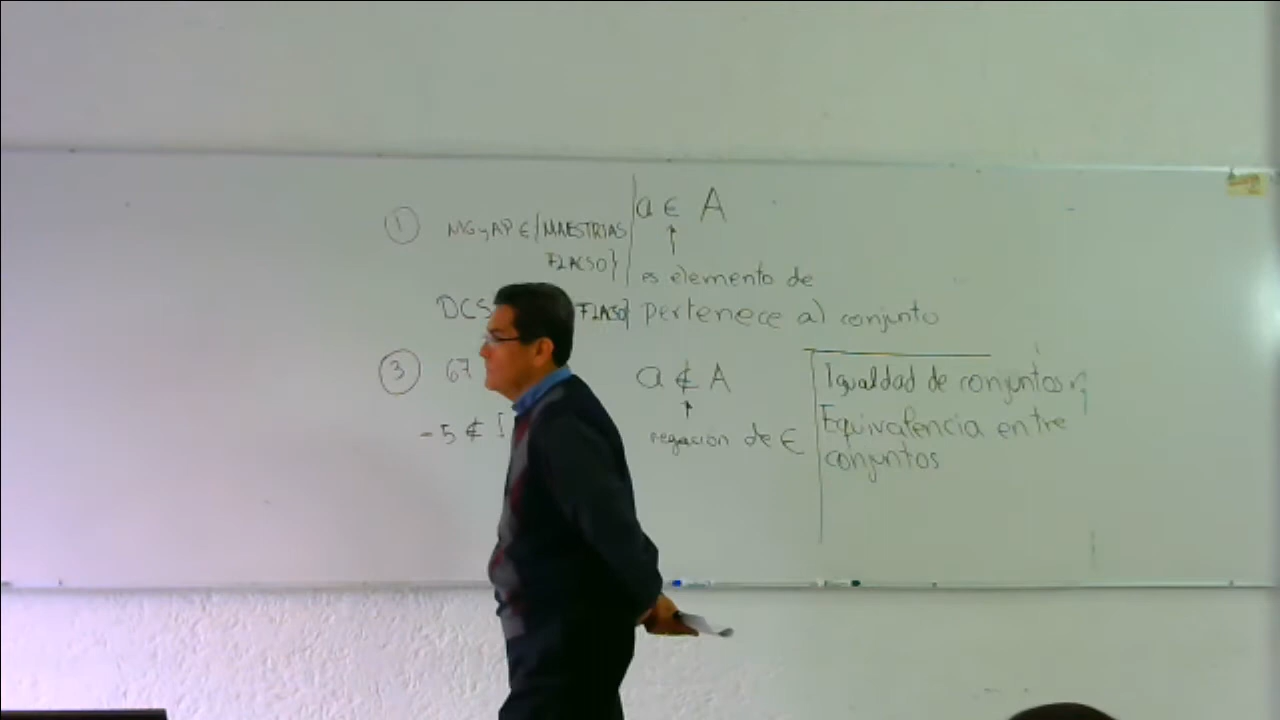 ① MGyAP ∈ {MAESTRIAS
FLACSO}
DCS FLACSO}
③ 67
-5 ∉
a ∈ A
↑
es elemento de
pertenece al conjunto
a ∉ A
↑
negación de ∈
Igualdad de conjuntos
Equivalencia entre
conjuntos